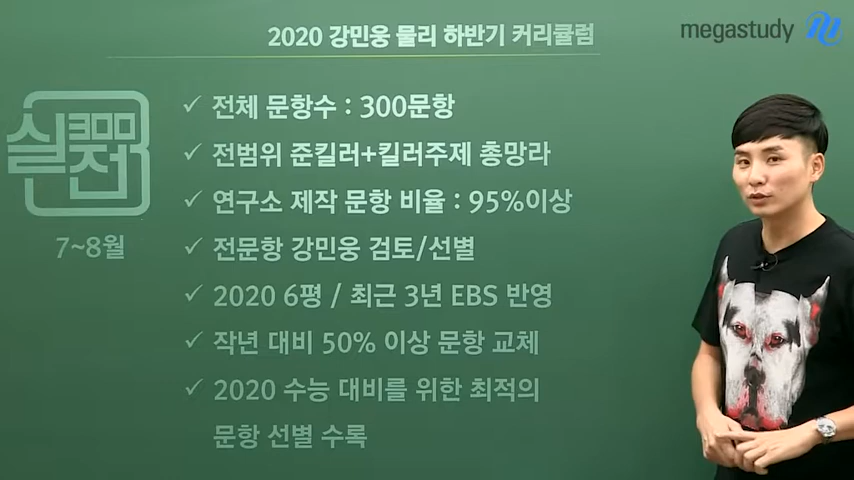 2020 강민웅 물리 하반기 커리큘럼
megastudy
실전 300
7~8월
✓ 전체 문항수 : 300문항
✓ 전범위 준킬러+킬러주제 총망라
✓ 연구소 제작 문항 비율 : 95%이상
✓ 전문항 강민웅 검토/선별
✓ 2020 6평 / 최근 3년 EBS 반영
✓ 작년 대비 50% 이상 문항 교체
✓ 2020 수능 대비를 위한 최적의
문항 선별 수록